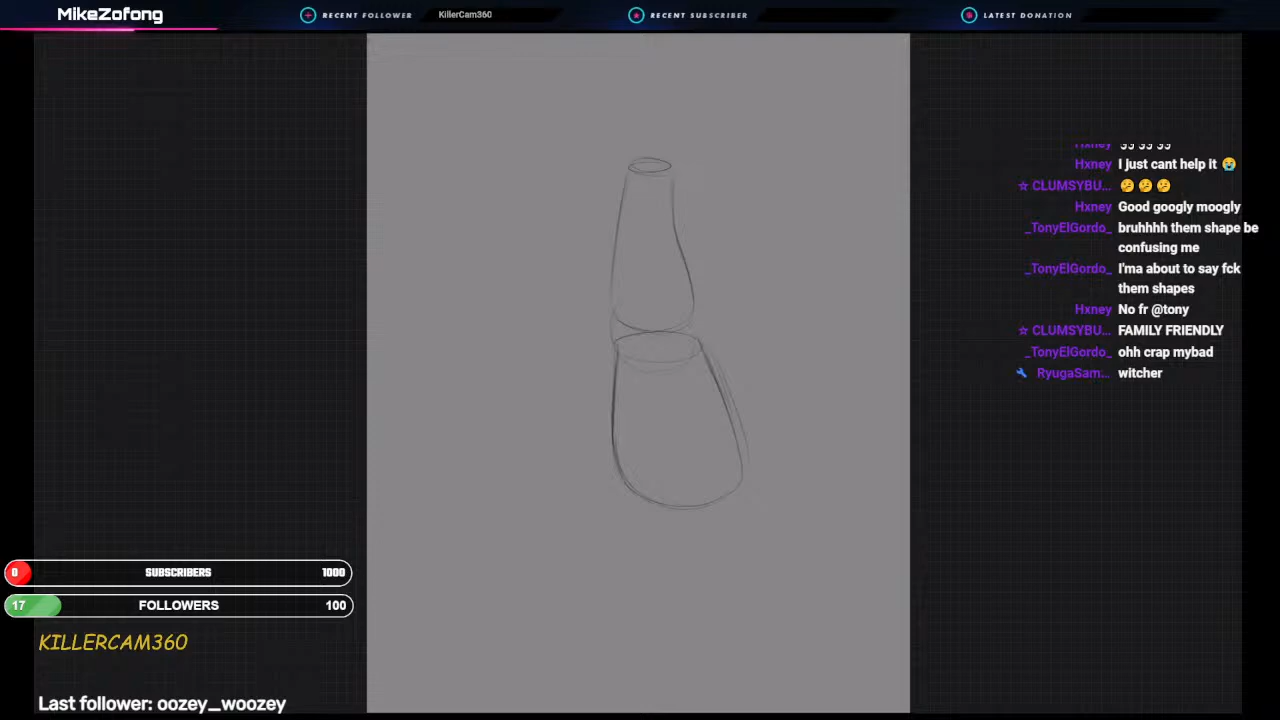 MikeZofong
RECENT FOLLOWER
KillerCam360
RECENT SUBSCRIBER
LATEST DONATION
Hxney
Hxney I just cant help it 😭
☆ CLUMSYBU... 🫤 🫤 🫤
Hxney Good googly moogly
_TonyElGordo_ bruhhhh them shape be
confusing me
_TonyElGordo_ I'ma about to say fck
them shapes
Hxney No fr @tony
☆ CLUMSYBU... FAMILY FRIENDLY
_TonyElGordo_ ohh crap mybad
RyugaSam... witcher
0 SUBSCRIBERS 1000
17 FOLLOWERS 100
KILLERCAM360
Last follower: oozey_woozey